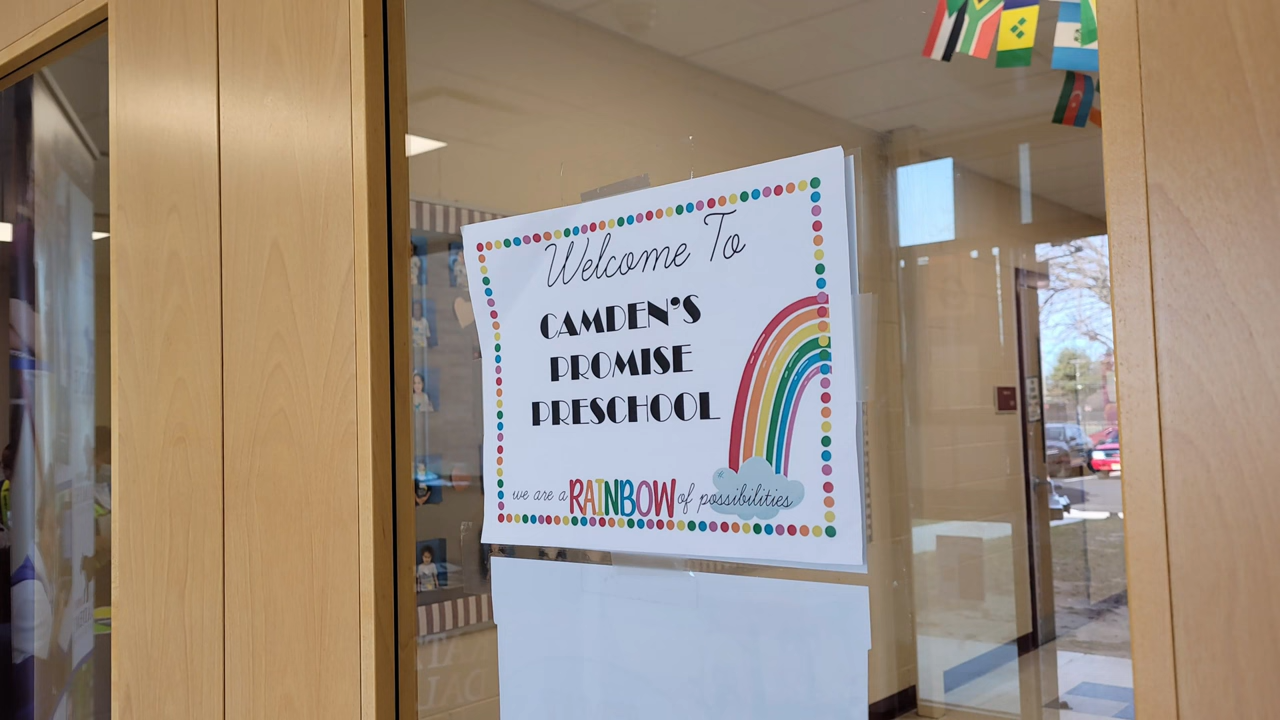 Welcome To
CAMDEN'S
PROMISE
PRESCHOOL
we are a RAINBOW of possibilities